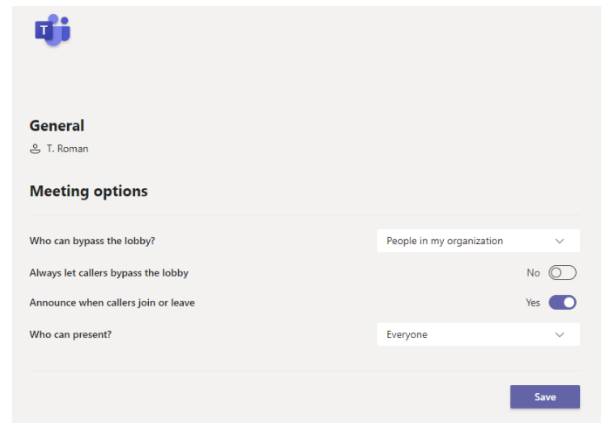 T
General
T. Roman
Meeting options
Who can bypass the lobby? People in my organization
Always let callers bypass the lobby No
Announce when callers join or leave Yes
Who can present? Everyone
Save